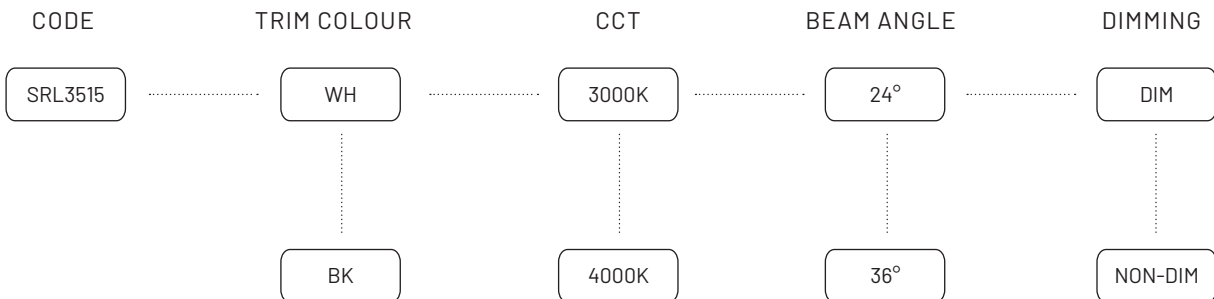 CODE TRIM COLOUR CCT BEAM ANGLE DIMMING
SRL3515 WH 3000K 24° DIM
BK 4000K 36° NON-DIM